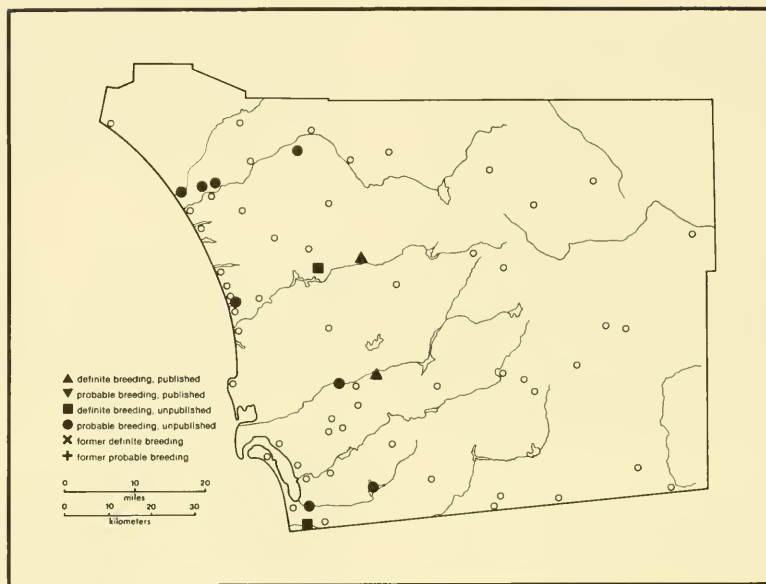 definite breeding, published
probable breeding, published
definite breeding, unpublished
probable breeding, unpublished
former definite breeding
former probable breeding
0 10 20
miles
0 10 20 30
kilometers